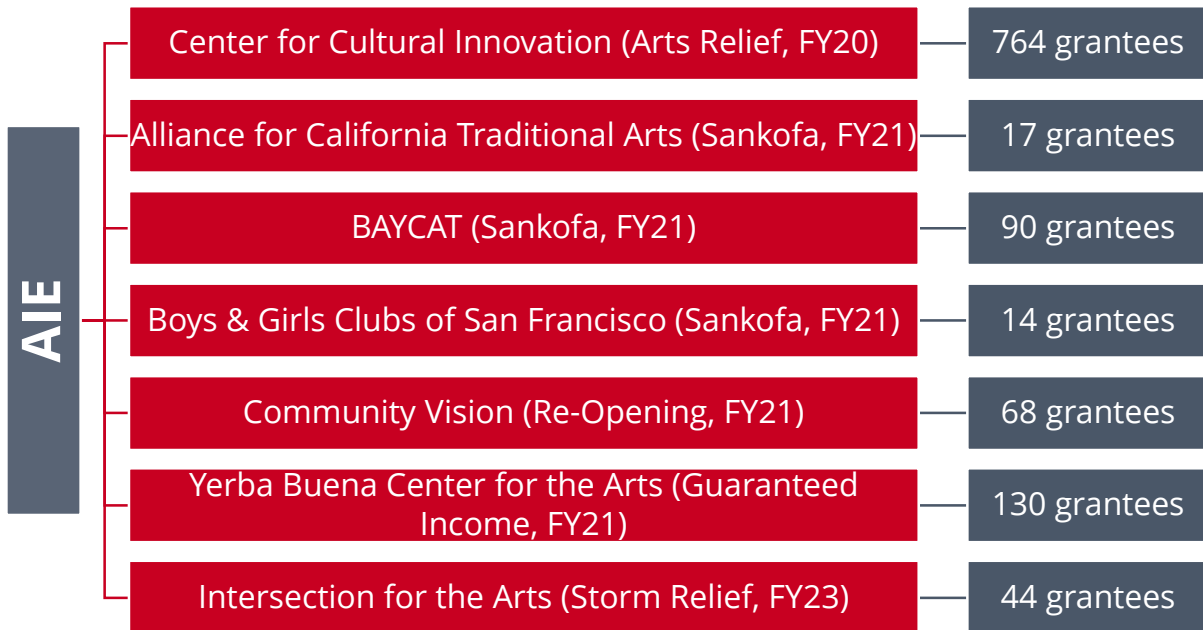 Center for Cultural Innovation (Arts Relief, FY20)
764 grantees
Alliance for California Traditional Arts (Sankofa, FY21)
17 grantees
BAYCAT (Sankofa, FY21)
90 grantees
AIE
Boys & Girls Clubs of San Francisco (Sankofa, FY21)
14 grantees
Community Vision (Re-Opening, FY21)
68 grantees
Yerba Buena Center for the Arts (Guaranteed
Income, FY21)
130 grantees
Intersection for the Arts (Storm Relief, FY23)
44 grantees